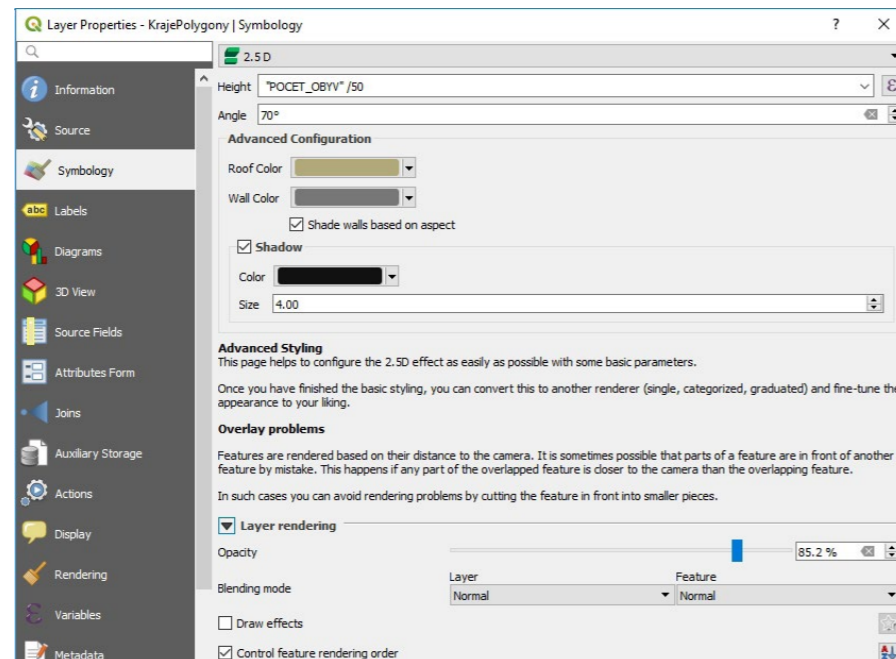 Layer Properties - KrajePolygony | Symbology
2.5 D
Information
Source
Symbology
abc Labels
Diagrams
3D View
Source Fields
Attributes Form
Joins
Auxiliary Storage
Actions
Display
Rendering
Variables
Metadata
Height "POCET_OBYV" /50
Angle 70°
Advanced Configuration
Roof Color
Wall Color
Shade walls based on aspect
Shadow
Color
Size 4.00
Advanced Styling
This page helps to configure the 2.5D effect as easily as possible with some basic parameters.
Once you have finished the basic styling, you can convert this to another renderer (single, categorized, graduated) and fine-tune the
appearance to your liking.
Overlay problems
Features are rendered based on their distance to the camera. It is sometimes possible that parts of a feature are in front of another
feature by mistake. This happens if any part of the overlapped feature is closer to the camera than the overlapping feature.
In such cases you can avoid rendering problems by cutting the feature in front into smaller pieces.
Layer rendering
Opacity 85.2 %
Layer Feature
Blending mode Normal Normal
Draw effects
Control feature rendering order